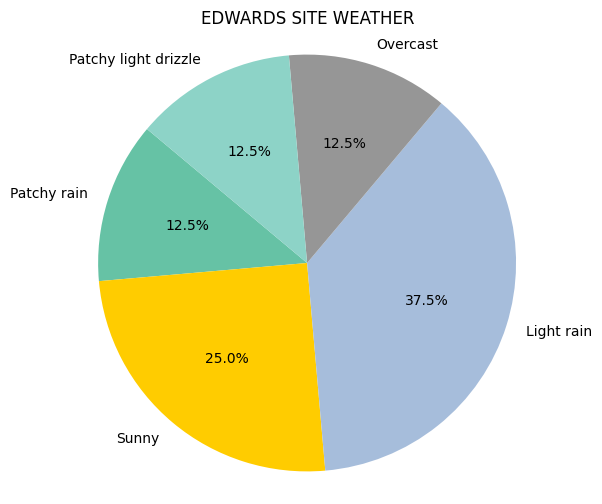 EDWARDS SITE WEATHER
Overcast
Patchy light drizzle
12.5%
12.5%
Patchy rain
12.5%
37.5%
Light rain
25.0%
Sunny